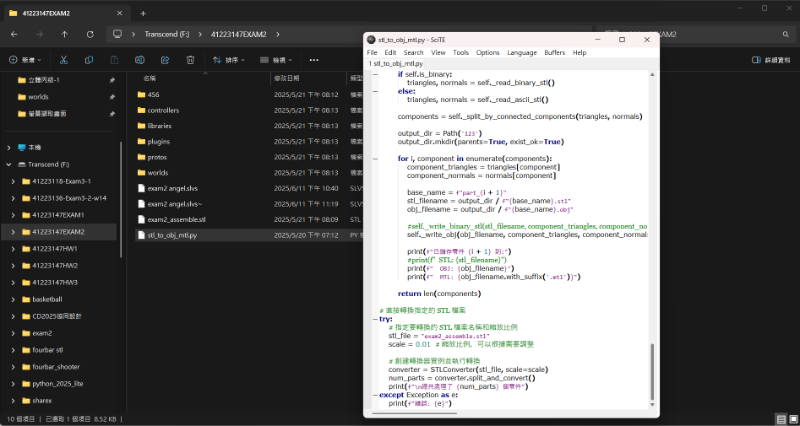 41223147EXAM2
Transcend (F:) > 41223147EXAM2
新增
排序
檢視
詳細資料
立體丙級-1
worlds
螢幕擷取畫面
本機
Transcend (F:)
41223118-Exam3-1
41223136-Exam3-2-w14
41223147EXAM1
41223147EXAM2
41223147HW1
41223147HW2
41223147HW3
basketball
CD2025協同設計
exam2
fourbar stl
fourbar_shooter
python_2025_lite
sharex
名稱 修改日期 類型
456 2025/5/21 下午 08:12 檔案
controllers 2025/5/21 下午 08:13 檔案
libraries 2025/5/21 下午 08:13 檔案
plugins 2025/5/21 下午 08:12 檔案
protos 2025/5/21 下午 08:13 檔案
worlds 2025/5/21 下午 08:13 檔案
exam2 angel.slvs 2025/6/11 下午 10:40 SLVS
exam2 angel.slvs~ 2025/6/11 下午 11:19 SLVS
exam2_assemble.stl 2025/5/21 下午 08:09 STL
stl_to_obj_mtl.py 2025/5/20 下午 07:12 PY
10 個項目 | 已選取 1 個項目 8.52 KB |
stl_to_obj_mtl.py - SciTE
File Edit Search View Tools Options Language Buffers Help
1 stl_to_obj_mtl.py
if self.is_binary:
triangles, normals = self._read_binary_stl()
else:
triangles, normals = self._read_ascii_stl()
components = self._split_by_connected_components(triangles, normals)
output_dir = Path('123')
output_dir.mkdir(parents=True, exist_ok=True)
for i, component in enumerate(components):
component_triangles = triangles[component]
component_normals = normals[component]
base_name = f"part_{i + 1}"
stl_filename = output_dir / f"{base_name}.stl"
obj_filename = output_dir / f"{base_name}.obj"
#self._write_binary_stl(stl_filename, component_triangles, component_no
self._write_obj(obj_filename, component_triangles, component_normals
print(f"已儲存零件 {i + 1} 到:")
#print(f" STL: {stl_filename}")
print(f" OBJ: {obj_filename}")
print(f" MTL: {obj_filename.with_suffix('.mtl')}")
return len(components)
# 直接轉換指定的 STL 檔案
try:
# 指定要轉換的 STL 檔案名稱和縮放比例
stl_file = "exam2_assemble.stl"
scale = 0.01 # 縮放比例，可以根據需要調整
# 創建轉換器實例並執行轉換
converter = STLConverter(stl_file, scale=scale)
num_parts = converter.split_and_convert()
print(f"\n總共處理了 {num_parts} 個零件")
except Exception as e:
print(f"錯誤: {e}")